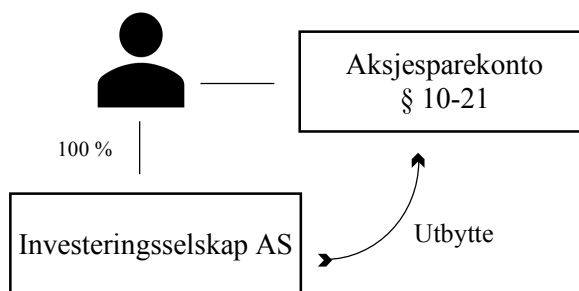 Aksjesparekonto
§ 10-21
100 %
Investeringsselskap AS
Utbytte